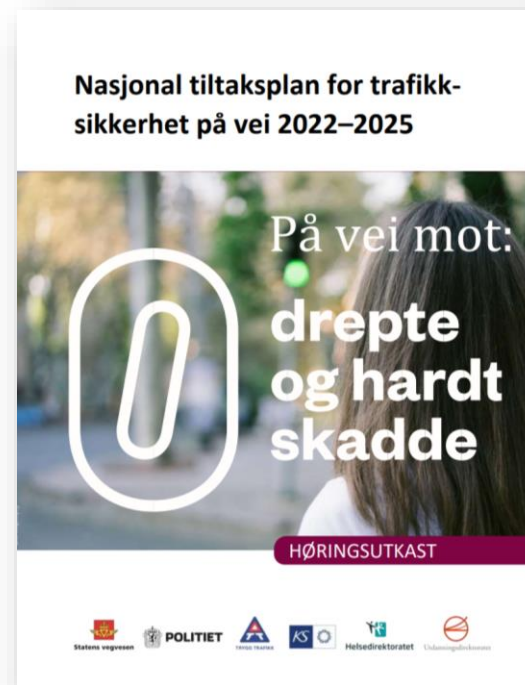 Nasjonal tiltaksplan for trafikk-
sikkerhet på vei 2022–2025
På vei mot:
0 drepte
og hardt
skadde
HØRINGSUTKAST
Statens vegvesen
POLITIET
TRYGG TRAFIKK
KS
Helsedirektoratet
Utdanningsdirektoratet